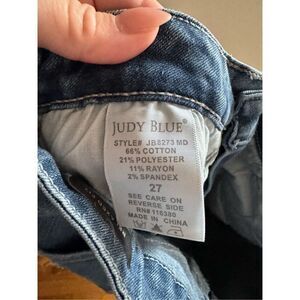 JUDY BLUE®
STYLE# JB8273 MD
66% COTTON
21% POLYESTER
11% RAYON
2% SPANDEX
27
SEE CARE ON
REVERSE SIDE
RN# 116380
MADE IN CHINA